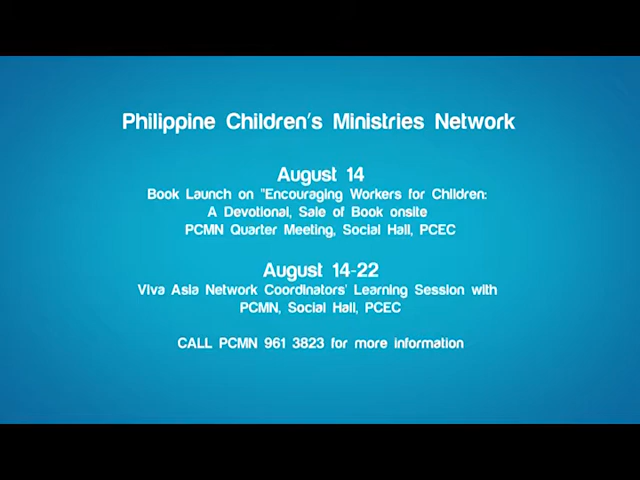 Philippine Children's Ministries Network
August 14
Book Launch on "Encouraging Workers for Children:
A Devotional, Sale of Book onsite
PCMN Quarter Meeting, Social Hall, PCEC
August 14-22
Viva Asia Network Coordinators' Learning Session with
PCMN, Social Hall, PCEC
CALL PCMN 961 3823 for more information